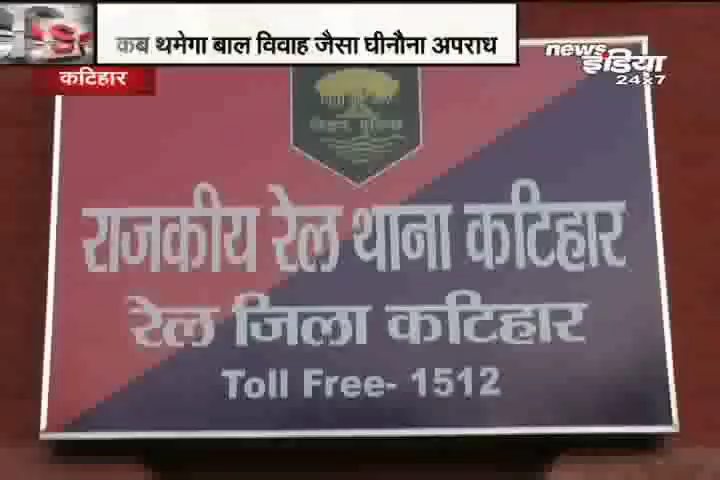 कब थमेगा बाल विवाह जैसा घीनौना अपराध
news
इंडिया
24x7
कटिहार
बिहार पुलिस
राजकीय रेल थाना कटिहार
रेल जिला कटिहार
Toll Free- 1512